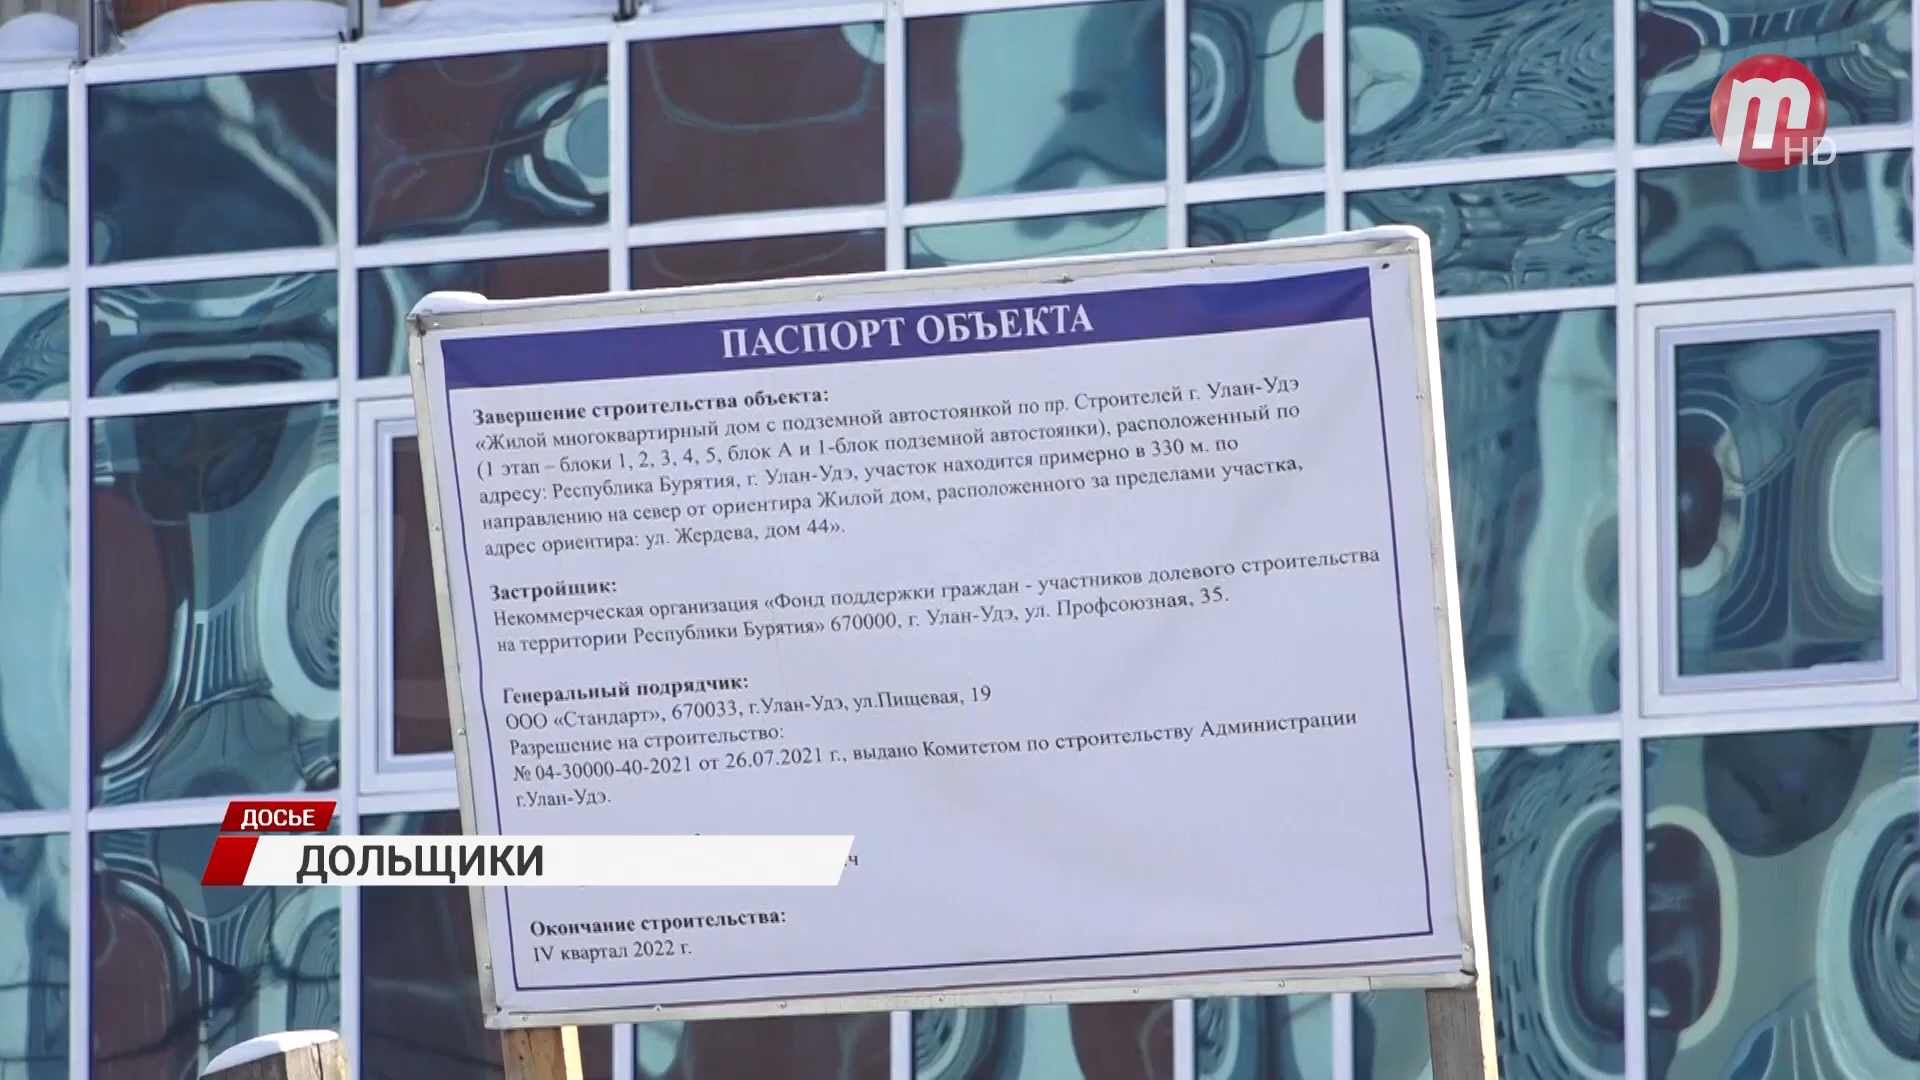 m HD
ПАСПОРТ ОБЪЕКТА
Завершение строительства объекта:
«Жилой многоквартирный дом с подземной автостоянкой по пр. Строителей г. Улан-Удэ
(1 этап – блоки 1, 2, 3, 4, 5, блок А и 1-блок подземной автостоянки), расположенный по
адресу: Республика Бурятия, г. Улан-Удэ, участок находится примерно в 330 м. по
направлению на север от ориентира Жилой дом, расположенного за пределами участка,
адрес ориентира: ул. Жердева, дом 44».
Застройщик:
Некоммерческая организация «Фонд поддержки граждан - участников долевого строительства
на территории Республики Бурятия» 670000, г. Улан-Удэ, ул. Профсоюзная, 35.
Генеральный подрядчик:
ООО «Стандарт», 670033, г.Улан-Удэ, ул.Пищевая, 19
Разрешение на строительство:
№ 04-30000-40-2021 от 26.07.2021 г., выдано Комитетом по строительству Администрации
г.Улан-Удэ.
ДОСЬЕ
ДОЛЬЩИКИ
Окончание строительства:
IV квартал 2022 г.